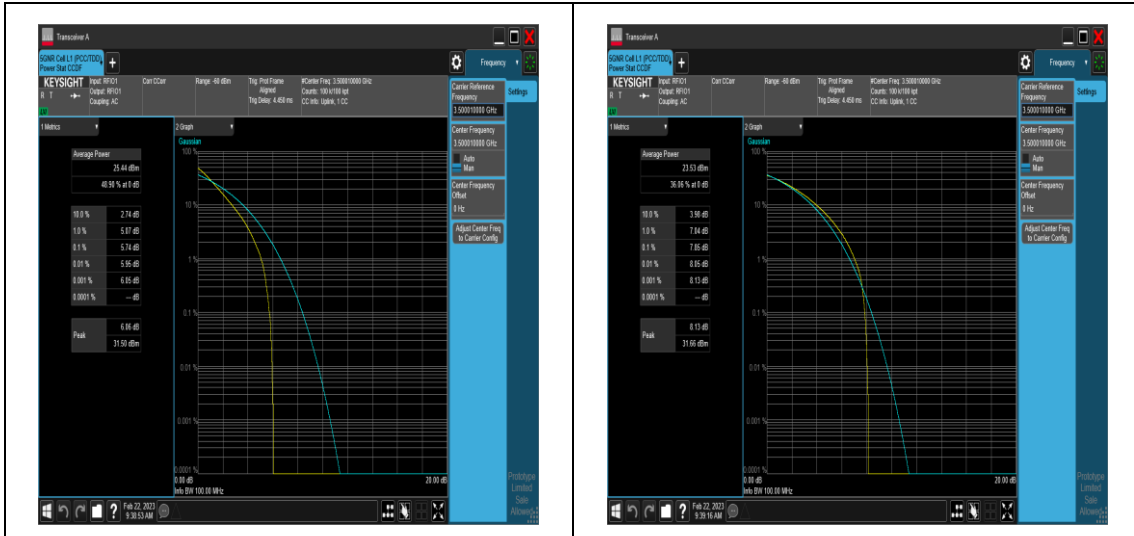 Transceiver A
5GNR Cell L1 (PCC/TDD)
Power Stat CCDF
+
Frequency
KEYSIGHT
R T
LW
Input: RFIO1
Output: RFIO1
Coupling: AC
Corr CCorr
Range: -60 dBm
Trig: Prot Frame
Aligned
Trig Delay: 4.450 ms
#Center Freq: 3.500010000 GHz
Counts: 100 k/100 kpt
CC Info: Uplink, 1 CC
Carrier Reference
Frequency
3.500010000 GHz
Settings
Center Frequency
3.500010000 GHz
Auto
Man
Center Frequency
Offset
0 Hz
Adjust Center Freq
to Carrier Config
1 Metrics
2 Graph
Average Power
25.44 dBm
48.90 % at 0 dB
10.0 % 2.74 dB
1.0 % 5.07 dB
0.1 % 5.74 dB
0.01 % 5.95 dB
0.001 % 6.05 dB
0.0001 % --- dB
Peak
6.06 dB
31.50 dBm
Gaussian
100 %
10 %
1 %
0.1 %
0.01 %
0.001 %
0.0001 %
0.00 dB
20.00 dB
Info BW 100.00 MHz
Prototype
Limited
Sale
Allowed
?
Feb 22, 2023
9:38:53 AM
Transceiver A
5GNR Cell L1 (PCC/TDD)
Power Stat CCDF
+
Frequency
KEYSIGHT
R T
LW
Input: RFIO1
Output: RFIO1
Coupling: AC
Corr CCorr
Range: -60 dBm
Trig: Prot Frame
Aligned
Trig Delay: 4.450 ms
#Center Freq: 3.500010000 GHz
Counts: 100 k/100 kpt
CC Info: Uplink, 1 CC
Carrier Reference
Frequency
3.500010000 GHz
Settings
Center Frequency
3.500010000 GHz
Auto
Man
Center Frequency
Offset
0 Hz
Adjust Center Freq
to Carrier Config
1 Metrics
2 Graph
Average Power
23.53 dBm
36.06 % at 0 dB
10.0 % 3.98 dB
1.0 % 7.04 dB
0.1 % 7.85 dB
0.01 % 8.05 dB
0.001 % 8.13 dB
0.0001 % --- dB
Peak
8.13 dB
31.66 dBm
Gaussian
100 %
10 %
1 %
0.1 %
0.01 %
0.001 %
0.0001 %
0.00 dB
20.00 dB
Info BW 100.00 MHz
Prototype
Limited
Sale
Allowed
?
Feb 22, 2023
9:39:16 AM